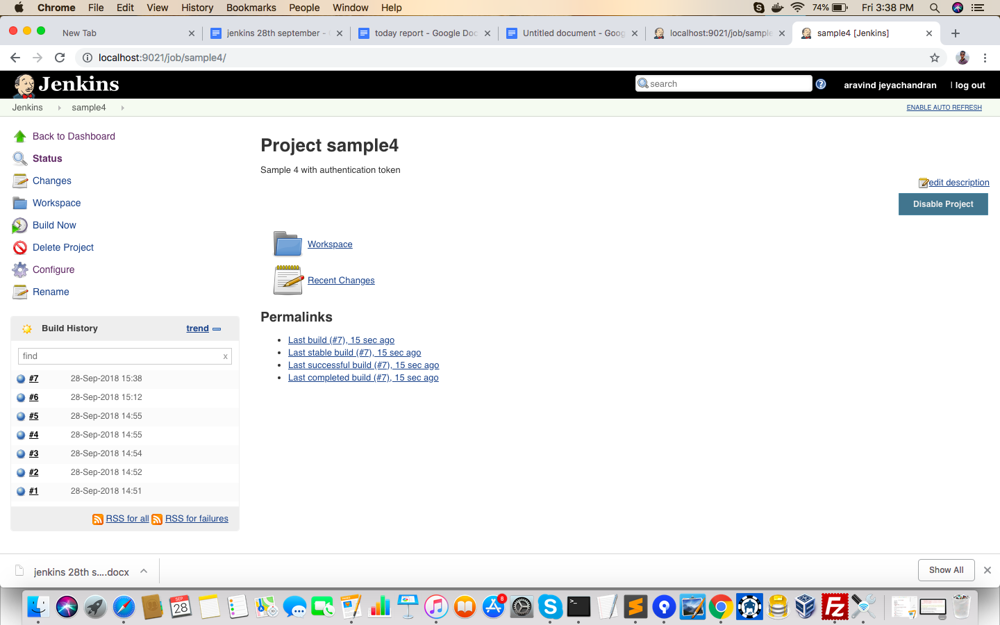 Chrome File Edit View History Bookmarks People Window Help 74% Fri 3:38 PM
New Tab jenkins 28th september - today report - Google Doc Untitled document - Goog localhost:9021/job/sample sample4 [Jenkins]
localhost:9021/job/sample4/
Jenkins search aravind jeyachandran | log out
Jenkins sample4 ENABLE AUTO REFRESH
Back to Dashboard
Status
Changes
Workspace
Build Now
Delete Project
Configure
Rename
Project sample4
Sample 4 with authentication token
edit description
Disable Project
Workspace
Recent Changes
Permalinks
Last build (#7), 15 sec ago
Last stable build (#7), 15 sec ago
Last successful build (#7), 15 sec ago
Last completed build (#7), 15 sec ago
Build History trend
find x
#7 28-Sep-2018 15:38
#6 28-Sep-2018 15:12
#5 28-Sep-2018 14:55
#4 28-Sep-2018 14:55
#3 28-Sep-2018 14:54
#2 28-Sep-2018 14:52
#1 28-Sep-2018 14:51
RSS for all RSS for failures
jenkins 28th s....docx Show All
SEP
28
8